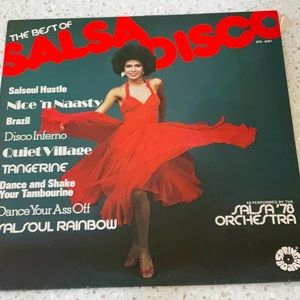 THE BEST OF
SALSA DISCO
Salsoul Hustle
Nice 'n Naasty
Brazil
Disco Inferno
Quiet Village
TANGERINE
Dance and Shake
Your Tambourine
Dance Your Ass Off
SALSOUL RAINBOW
AS PERFORMED BY THE
SALSA '78
ORCHESTRA